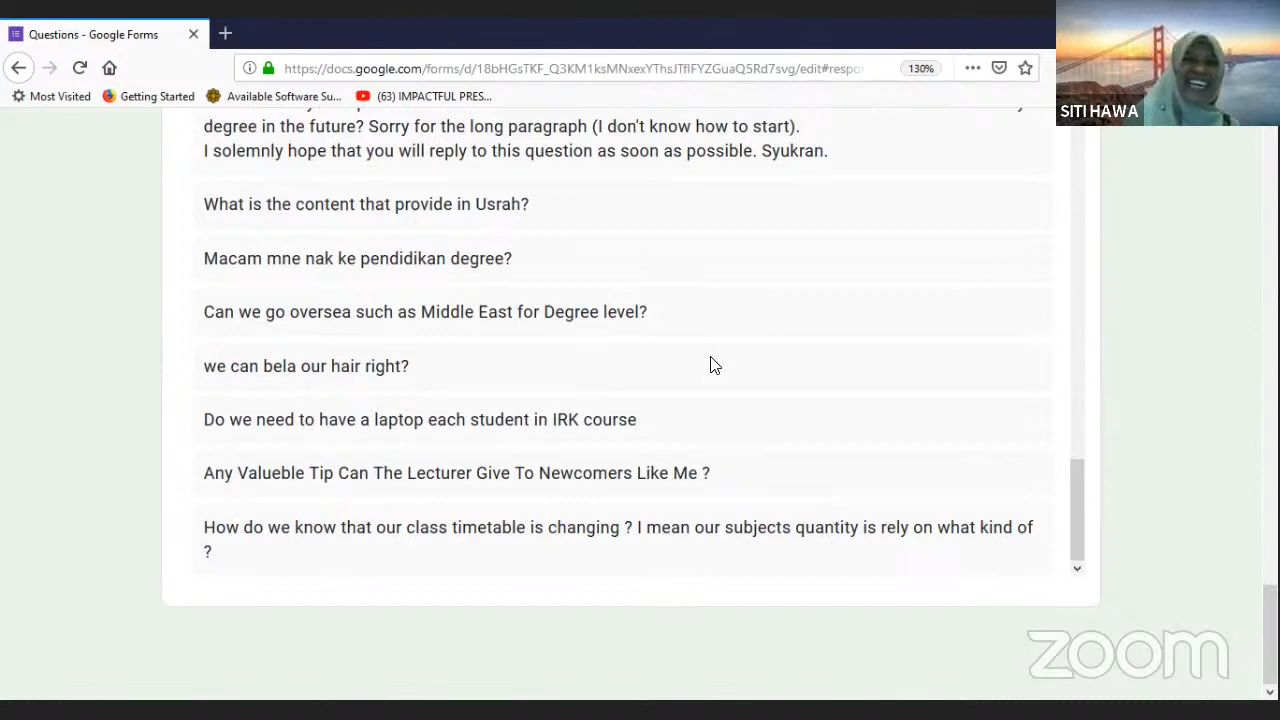 Questions - Google Forms
https://docs.google.com/forms/d/18bHGsTKF_Q3KM1ksMNxexYThsJTfIFYZGuaQ5Rd7svg/edit#respo
130%
SITI HAWA
Most Visited
Getting Started
Available Software Su...
(63) IMPACTFUL PRES...
degree in the future? Sorry for the long paragraph (I don't know how to start).
I solemnly hope that you will reply to this question as soon as possible. Syukran.
What is the content that provide in Usrah?
Macam mne nak ke pendidikan degree?
Can we go oversea such as Middle East for Degree level?
we can bela our hair right?
Do we need to have a laptop each student in IRK course
Any Valueble Tip Can The Lecturer Give To Newcomers Like Me ?
How do we know that our class timetable is changing ? I mean our subjects quantity is rely on what kind of
?
zoom